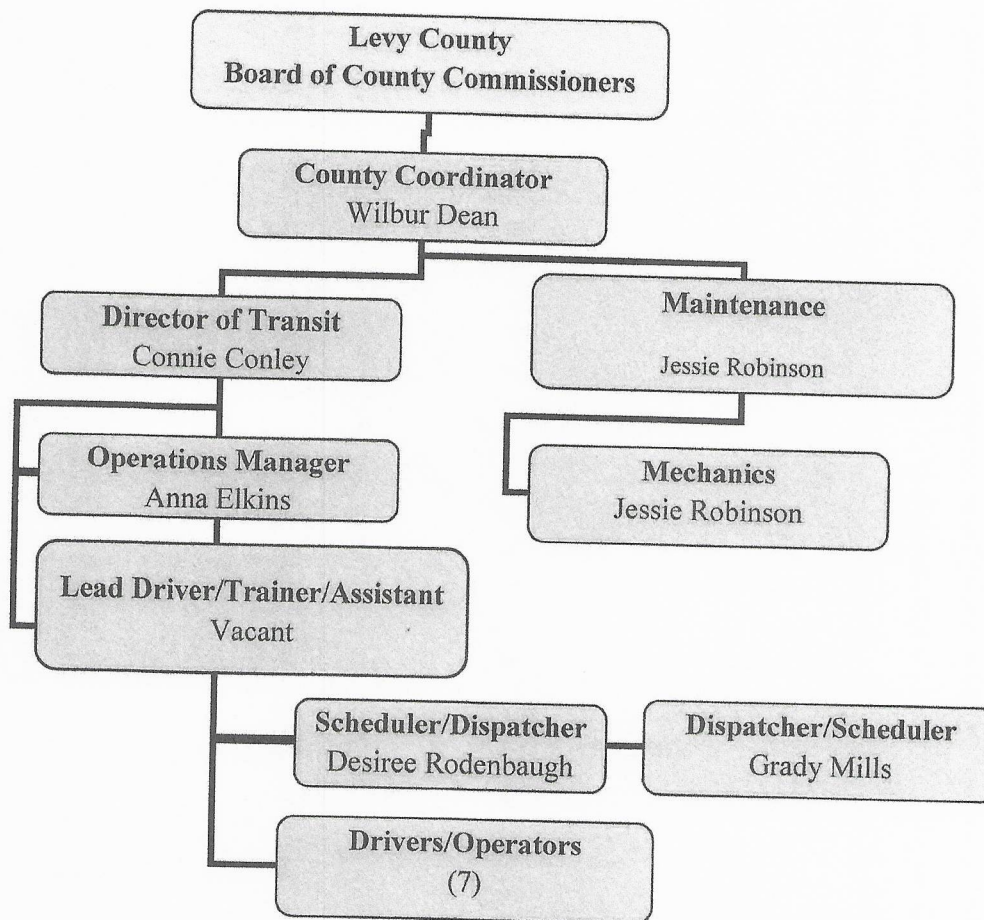 Levy County
Board of County Commissioners
County Coordinator
Wilbur Dean
Director of Transit
Connie Conley
Maintenance
Jessie Robinson
Operations Manager
Anna Elkins
Mechanics
Jessie Robinson
Lead Driver/Trainer/Assistant
Vacant
Scheduler/Dispatcher
Desiree Rodenbaugh
Dispatcher/Scheduler
Grady Mills
Drivers/Operators
(7)